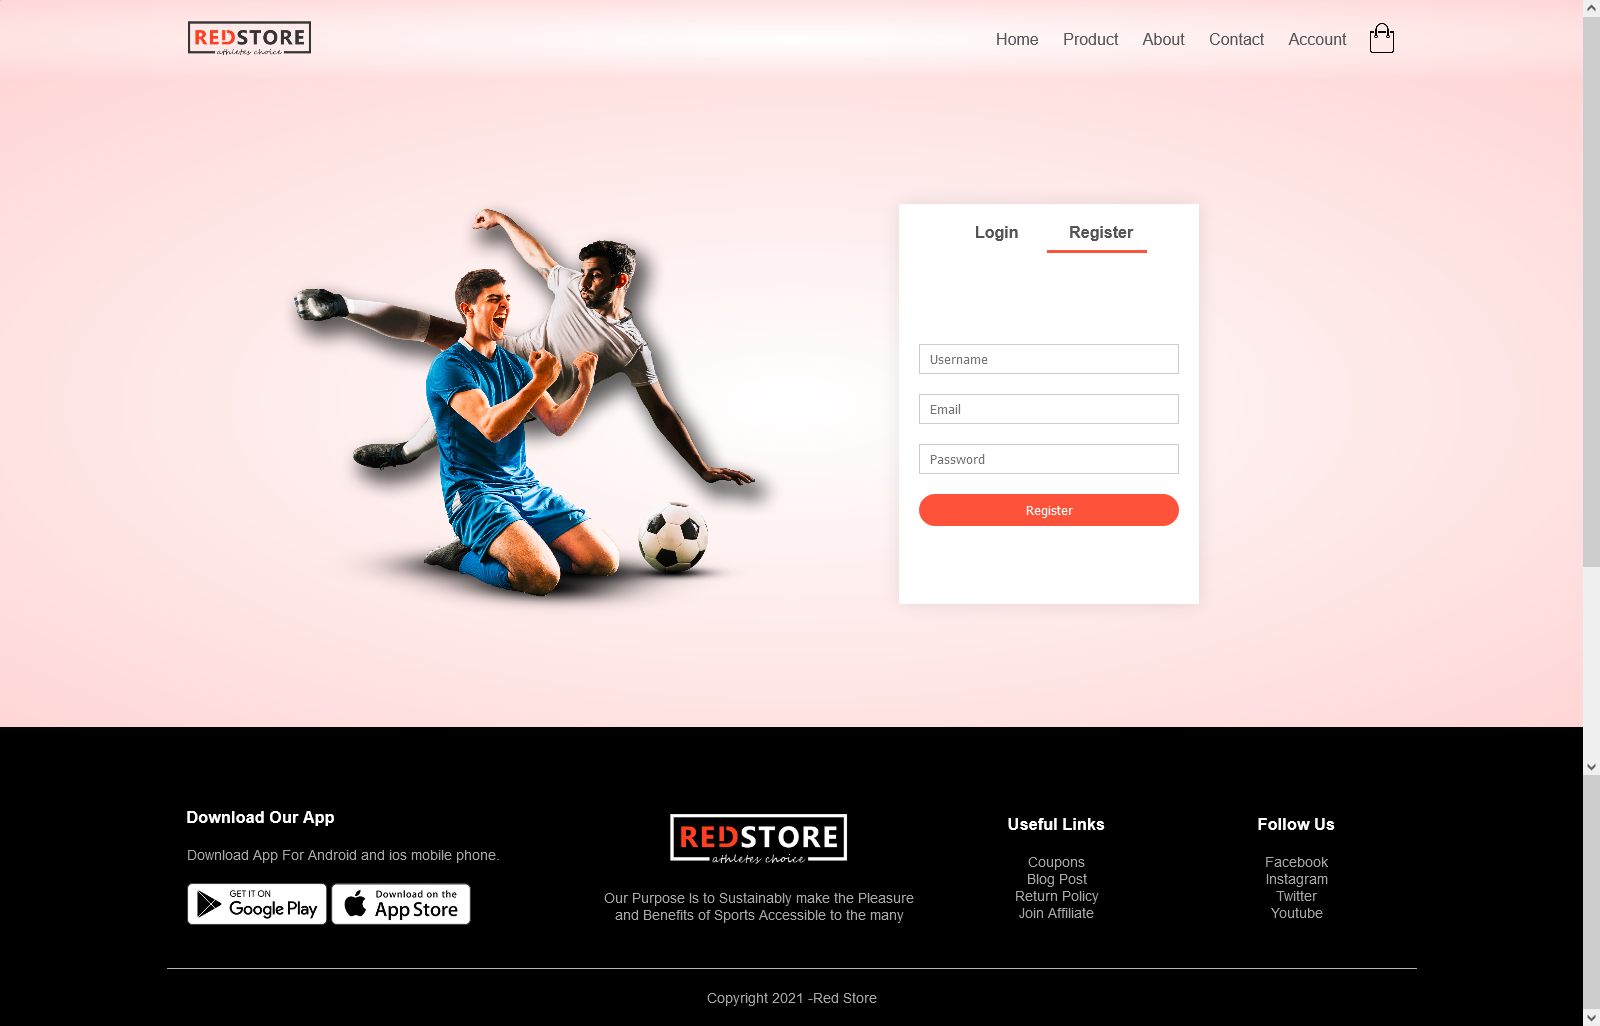 REDSTORE
athletes choice
Home Product About Contact Account
Login Register
Username
Email
Password
Register
Download Our App
Download App For Android and ios mobile phone.
GET IT ON
Google Play
Download on the
App Store
REDSTORE
athletes choice
Our Purpose Is to Sustainably make the Pleasure
and Benefits of Sports Accessible to the many
Useful Links
Coupons
Blog Post
Return Policy
Join Affiliate
Follow Us
Facebook
Instagram
Twitter
Youtube
Copyright 2021 -Red Store